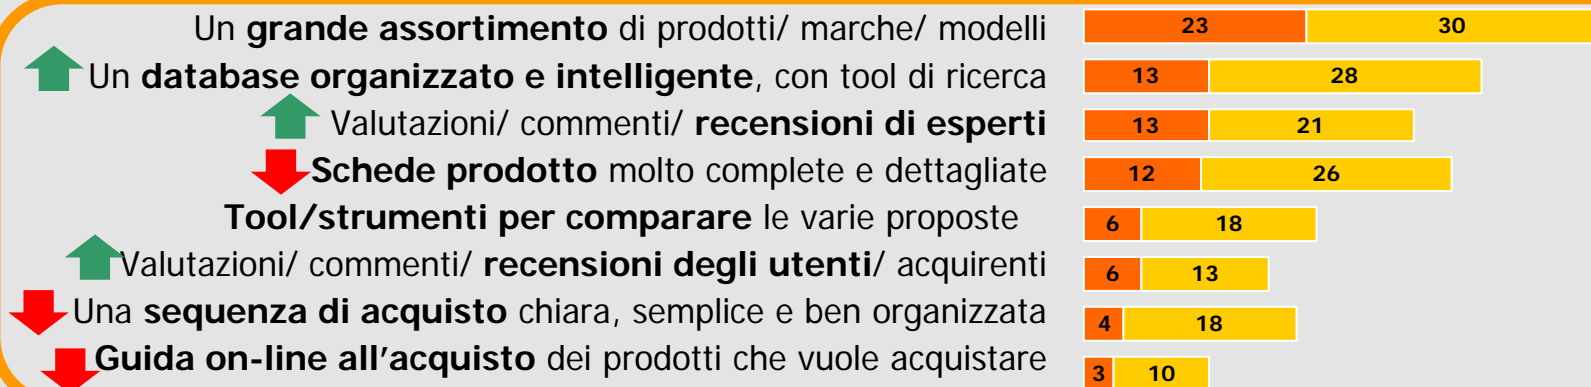 Un grande assortimento di prodotti/ marche/ modelli 23 30
Un database organizzato e intelligente, con tool di ricerca 13 28
Valutazioni/ commenti/ recensioni di esperti 13 21
Schede prodotto molto complete e dettagliate 12 26
Tool/strumenti per comparare le varie proposte 6 18
Valutazioni/ commenti/ recensioni degli utenti/ acquirenti 6 13
Una sequenza di acquisto chiara, semplice e ben organizzata 4 18
Guida on-line all’acquisto dei prodotti che vuole acquistare 3 10